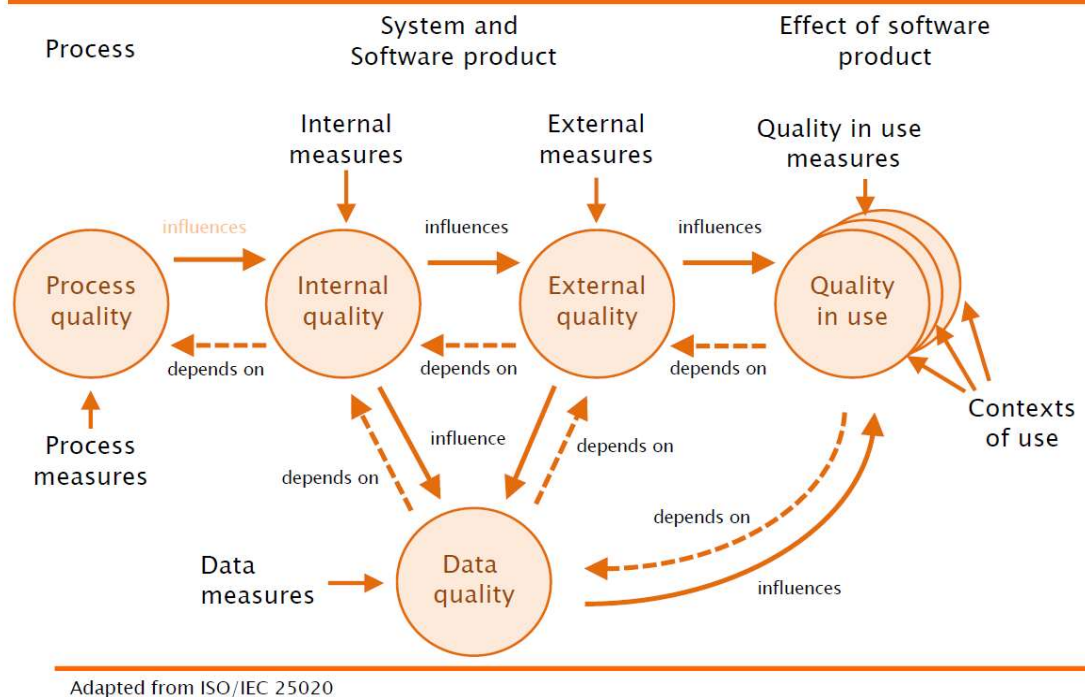 Process
System and
Software product
Effect of software
product
Internal
measures
External
measures
Quality in use
measures
influences
influences
influences
Process
quality
Internal
quality
External
quality
Quality
in use
depends on
depends on
depends on
Process
measures
influence
depends on
depends on
Contexts
of use
depends on
Data
measures
Data
quality
influences
Adapted from ISO/IEC 25020